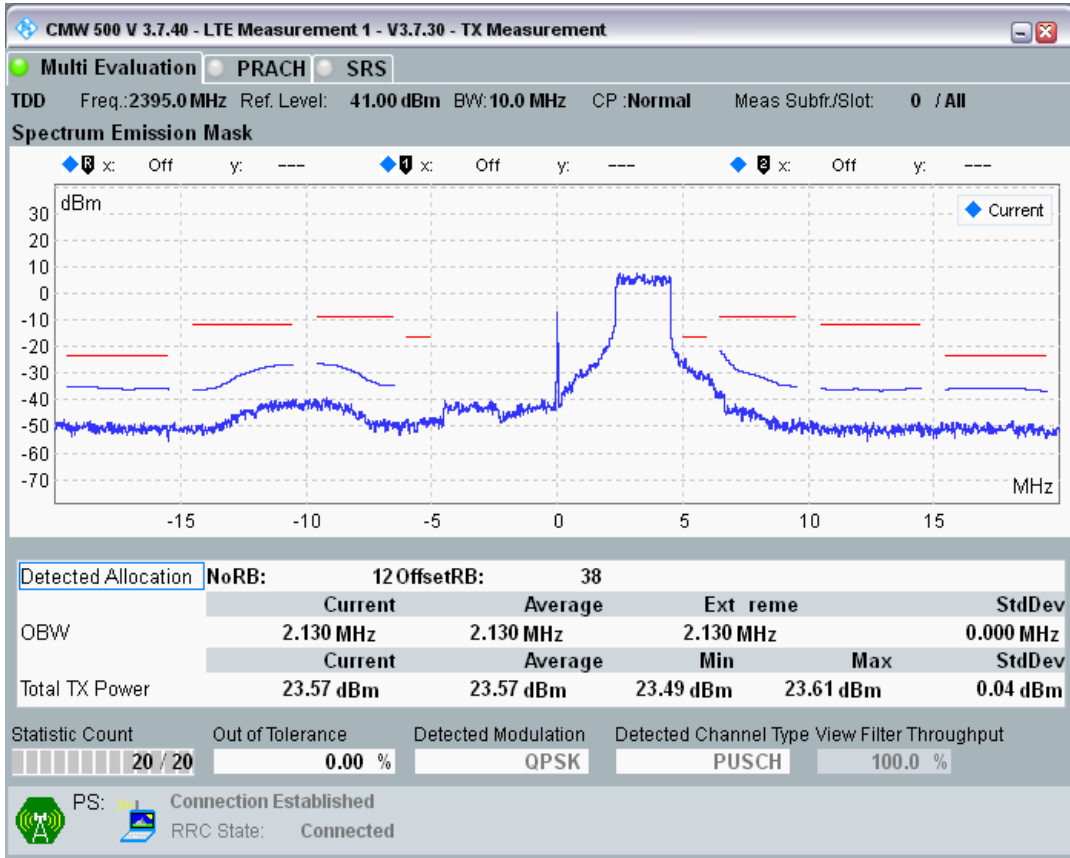 CMW 500 V 3.7.40 - LTE Measurement 1 - V3.7.30 - TX Measurement
Multi Evaluation PRACH SRS
TDD Freq.:2395.0 MHz Ref. Level: 41.00 dBm BW: 10.0 MHz CP :Normal Meas Subfr./Slot: 0 / All
Spectrum Emission Mask
R x: Off y: --- 1 x: Off y: --- 2 x: Off y: ---
dBm
Current
30
20
10
0
-10
-20
-30
-40
-50
-60
-70
MHz
-15 -10 -5 0 5 10 15
Detected Allocation NoRB: 12 OffsetRB: 38
Current Average Ext reme StdDev
OBW 2.130 MHz 2.130 MHz 2.130 MHz 0.000 MHz
Current Average Min Max StdDev
Total TX Power 23.57 dBm 23.57 dBm 23.49 dBm 23.61 dBm 0.04 dBm
Statistic Count Out of Tolerance Detected Modulation Detected Channel Type View Filter Throughput
20 / 20 0.00 % QPSK PUSCH 100.0 %
PS: Connection Established
RRC State: Connected